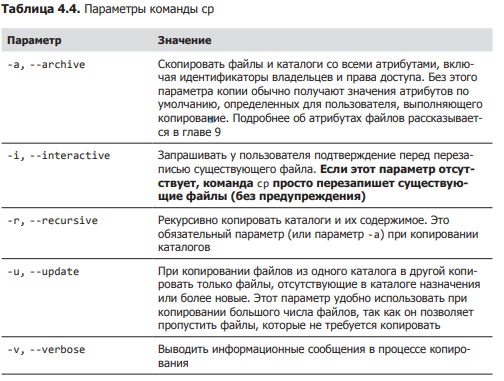 Таблица 4.4. Параметры команды cp
Параметр Значение
-a, --archive Скопировать файлы и каталоги со всеми атрибутами, вклю-
чая идентификаторы владельцев и права доступа. Без этого
параметра копии обычно получают значения атрибутов по
умолчанию, определенных для пользователя, выполняющего
копирование. Подробнее об атрибутах файлов рассказывает-
ся в главе 9
-i, --interactive Запрашивать у пользователя подтверждение перед переза-
писью существующего файла. Если этот параметр отсут-
ствует, команда cp просто перезапишет существую-
щие файлы (без предупреждения)
-r, --recursive Рекурсивно копировать каталоги и их содержимое. Это
обязательный параметр (или параметр -a) при копировании
каталогов
-u, --update При копировании файлов из одного каталога в другой копи-
ровать только файлы, отсутствующие в каталоге назначения
или более новые. Этот параметр удобно использовать при
копировании большого числа файлов, так как он позволяет
пропустить файлы, которые не требуется копировать
-v, --verbose Выводить информационные сообщения в процессе копиро-
вания